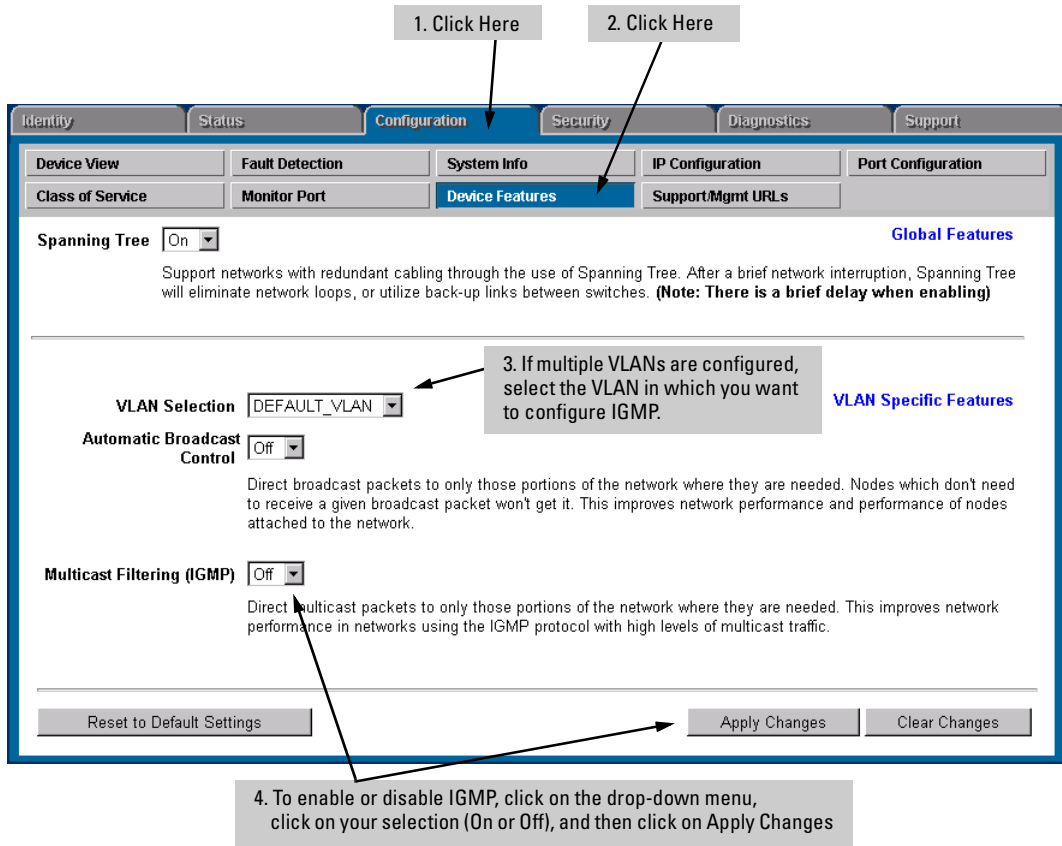 1. Click Here
2. Click Here
Identity
Status
Configuration
Security
Diagnostics
Support
Device View
Fault Detection
System Info
IP Configuration
Port Configuration
Class of Service
Monitor Port
Device Features
Support/Mgmt URLs
Spanning Tree
On
Global Features
Support networks with redundant cabling through the use of Spanning Tree. After a brief network interruption, Spanning Tree
will eliminate network loops, or utilize back-up links between switches. (Note: There is a brief delay when enabling)
3. If multiple VLANs are configured,
select the VLAN in which you want
to configure IGMP.
VLAN Selection
DEFAULT_VLAN
VLAN Specific Features
Automatic Broadcast
Control
Off
Direct broadcast packets to only those portions of the network where they are needed. Nodes which don't need
to receive a given broadcast packet won't get it. This improves network performance and performance of nodes
attached to the network.
Multicast Filtering (IGMP)
Off
Direct multicast packets to only those portions of the network where they are needed. This improves network
performance in networks using the IGMP protocol with high levels of multicast traffic.
Reset to Default Settings
Apply Changes
Clear Changes
4. To enable or disable IGMP, click on the drop-down menu,
click on your selection (On or Off), and then click on Apply Changes